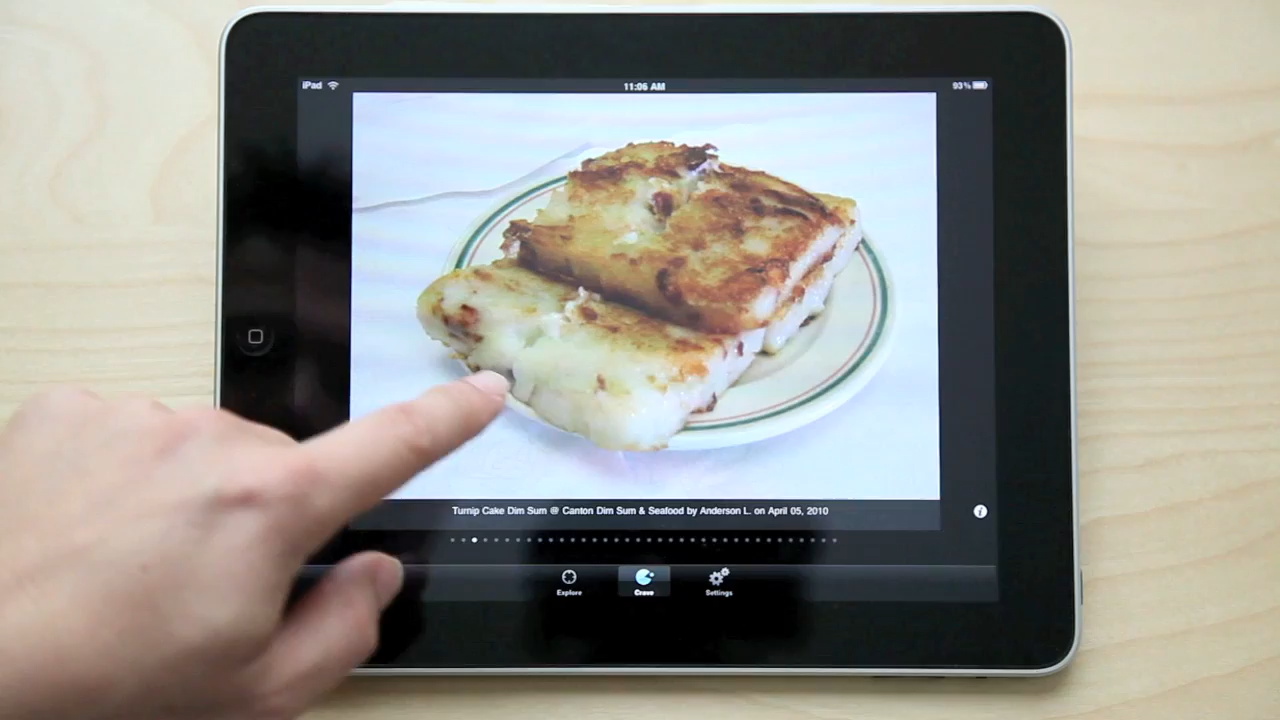 iPad 11:06 AM 93%
Turnip Cake Dim Sum @ Canton Dim Sum & Seafood by Anderson L. on April 05, 2010
Explore Crave Settings